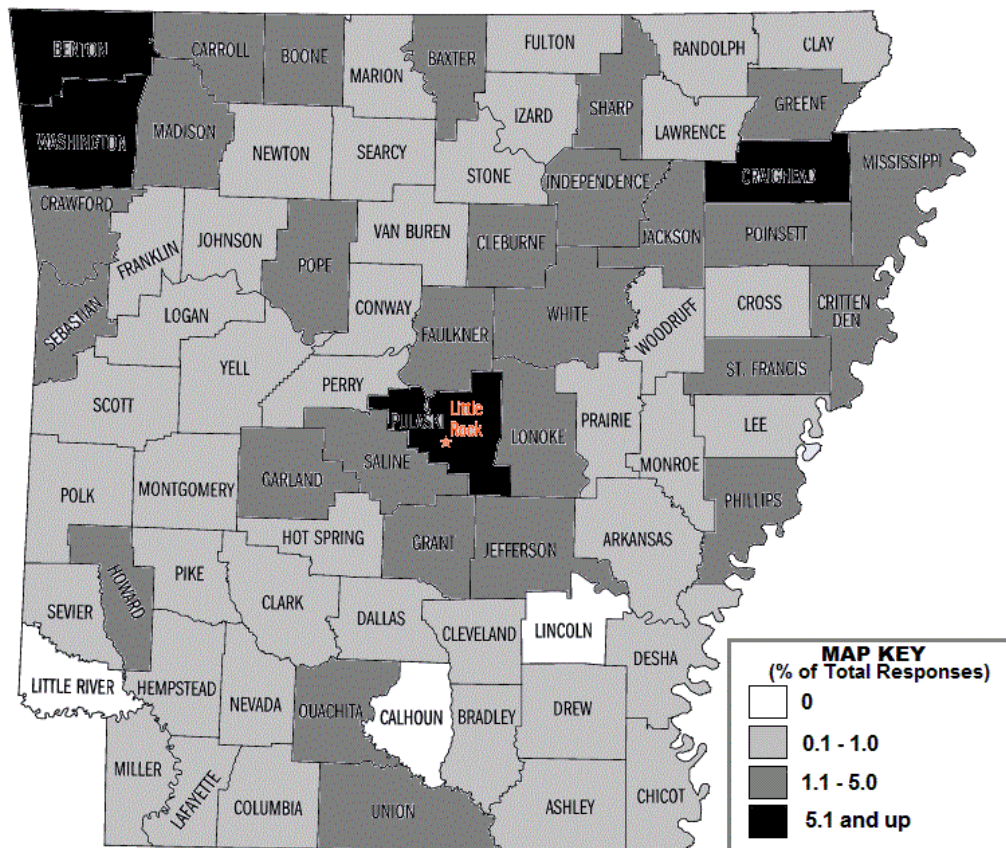 BENTON
CARROLL
BOONE
MARION
BAXTER
FULTON
RANDOLPH
CLAY
WASHINGTON
MADISON
NEWTON
SEARCY
IZARD
STONE
SHARP
LAWRENCE
GREENE
CRAIGHEAD
MISSISSIPPI
CRAWFORD
FRANKLIN
JOHNSON
POPE
VAN BUREN
CLEBURNE
INDEPENDENCE
JACKSON
POINSETT
SEBASTIAN
LOGAN
CONWAY
FAULKNER
WHITE
WOODRUFF
CROSS
CRITTEN
DEN
SCOTT
YELL
PERRY
PULASKI
Little
Rock
LONOKE
PRAIRIE
ST. FRANCIS
LEE
MONROE
POLK
MONTGOMERY
GARLAND
SALINE
PHILLIPS
HOT SPRING
GRANT
JEFFERSON
ARKANSAS
SEVIER
HOWARD
PIKE
CLARK
DALLAS
CLEVELAND
LINCOLN
DESHA
LITTLE RIVER
HEMPSTEAD
NEVADA
OUACHITA
CALHOUN
BRADLEY
DREW
MILLER
LAFAYETTE
COLUMBIA
UNION
ASHLEY
CHICOT
MAP KEY
(% of Total Responses)
0
0.1 - 1.0
1.1 - 5.0
5.1 and up